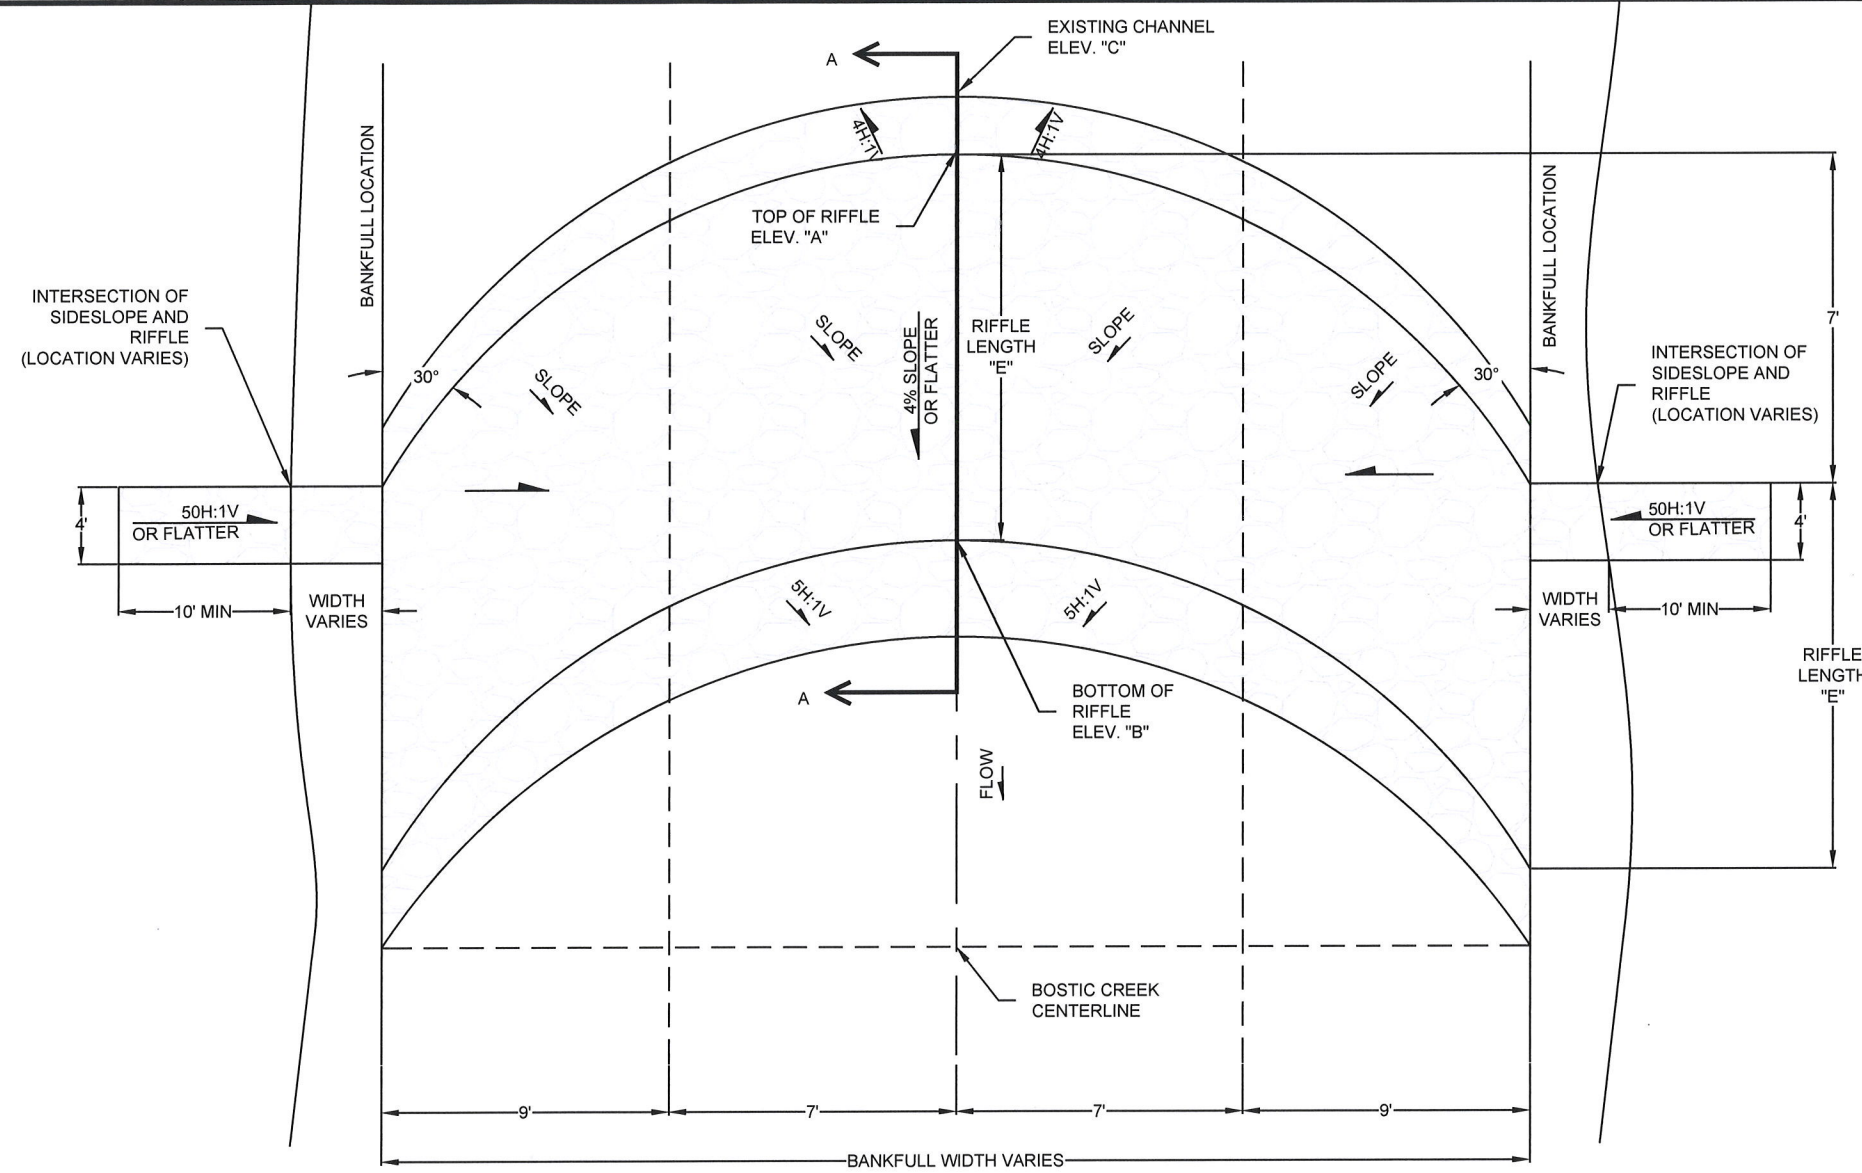 EXISTING CHANNEL
ELEV. "C"
A
4H:1V
4H:1V
BANKFULL LOCATION
BANKFULL LOCATION
TOP OF RIFFLE
ELEV. "A"
INTERSECTION OF
SIDESLOPE AND
RIFFLE
(LOCATION VARIES)
SLOPE
4% SLOPE
OR FLATTER
RIFFLE
LENGTH
"E"
SLOPE
7'
30°
SLOPE
SLOPE
30°
INTERSECTION OF
SIDESLOPE AND
RIFFLE
(LOCATION VARIES)
4'
50H:1V
OR FLATTER
50H:1V
OR FLATTER
4'
10' MIN
WIDTH
VARIES
5H:1V
5H:1V
WIDTH
VARIES
10' MIN
RIFFLE
LENGTH
"E"
A
BOTTOM OF
RIFFLE
ELEV. "B"
FLOW
BOSTIC CREEK
CENTERLINE
9'
7'
7'
9'
BANKFULL WIDTH VARIES